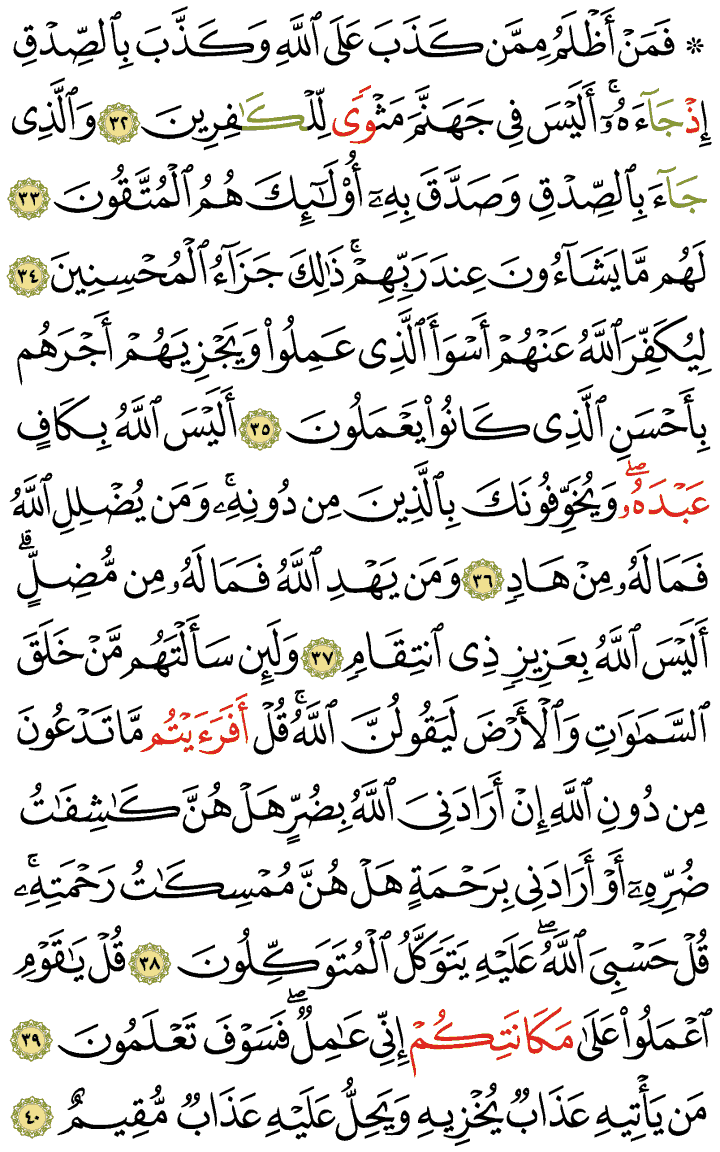 ۞ فَمَنْ أَظْلَمُ مِمَّن كَذَبَ عَلَى ٱللَّهِ وَكَذَّبَ بِٱلصِّدْقِ
إِذْ جَآءَهُۥٓۚ أَلَيْسَ فِى جَهَنَّمَ مَثْوًى لِّلْكَٰفِرِينَ ٣٢ وَٱلَّذِى
جَآءَ بِٱلصِّدْقِ وَصَدَّقَ بِهِۦٓ أُو۟لَٰٓئِكَ هُمُ ٱلْمُتَّقُونَ ٣٣
لَهُم مَّا يَشَآءُونَ عِندَ رَبِّهِمْۚ ذَٰلِكَ جَزَآءُ ٱلْمُحْسِنِينَ ٣٤
لِيُكَفِّرَ ٱللَّهُ عَنْهُمْ أَسْوَأَ ٱلَّذِى عَمِلُوا۟ وَيَجْزِيَهُمْ أَجْرَهُم
بِأَحْسَنِ ٱلَّذِى كَانُوا۟ يَعْمَلُونَ ٣٥ أَلَيْسَ ٱللَّهُ بِكَافٍ
عَبْدَهُۥۖ وَيُخَوِّفُونَكَ بِٱلَّذِينَ مِن دُونِهِۦۚ وَمَن يُضْلِلِ ٱللَّهُ
فَمَا لَهُۥ مِنْ هَادٍ ٣٦ وَمَن يَهْدِ ٱللَّهُ فَمَا لَهُۥ مِن مُّضِلٍّۗ
أَلَيْسَ ٱللَّهُ بِعَزِيزٍ ذِى ٱنتِقَامٍ ٣٧ وَلَئِن سَأَلْتَهُم مَّنْ خَلَقَ
ٱلسَّمَٰوَٰتِ وَٱلْأَرْضَ لَيَقُولُنَّ ٱللَّهُۚ قُلْ أَفَرَءَيْتُم مَّا تَدْعُونَ
مِن دُونِ ٱللَّهِ إِنْ أَرَادَنِىَ ٱللَّهُ بِضُرٍّ هَلْ هُنَّ كَٰشِفَٰتُ
ضُرِّهِۦٓ أَوْ أَرَادَنِى بِرَحْمَةٍ هَلْ هُنَّ مُمْسِكَٰتُ رَحْمَتِهِۦۚ
قُلْ حَسْبِىَ ٱللَّهُۖ عَلَيْهِ يَتَوَكَّلُ ٱلْمُتَوَكِّلُونَ ٣٨ قُلْ يَٰقَوْمِ
ٱعْمَلُوا۟ عَلَىٰ مَكَانَتِكُمْ إِنِّى عَٰمِلٌۖ فَسَوْفَ تَعْلَمُونَ ٣٩
مَن يَأْتِيهِ عَذَابٌ يُخْزِيهِ وَيَحِلُّ عَلَيْهِ عَذَابٌ مُّقِيمٌ ٤٠